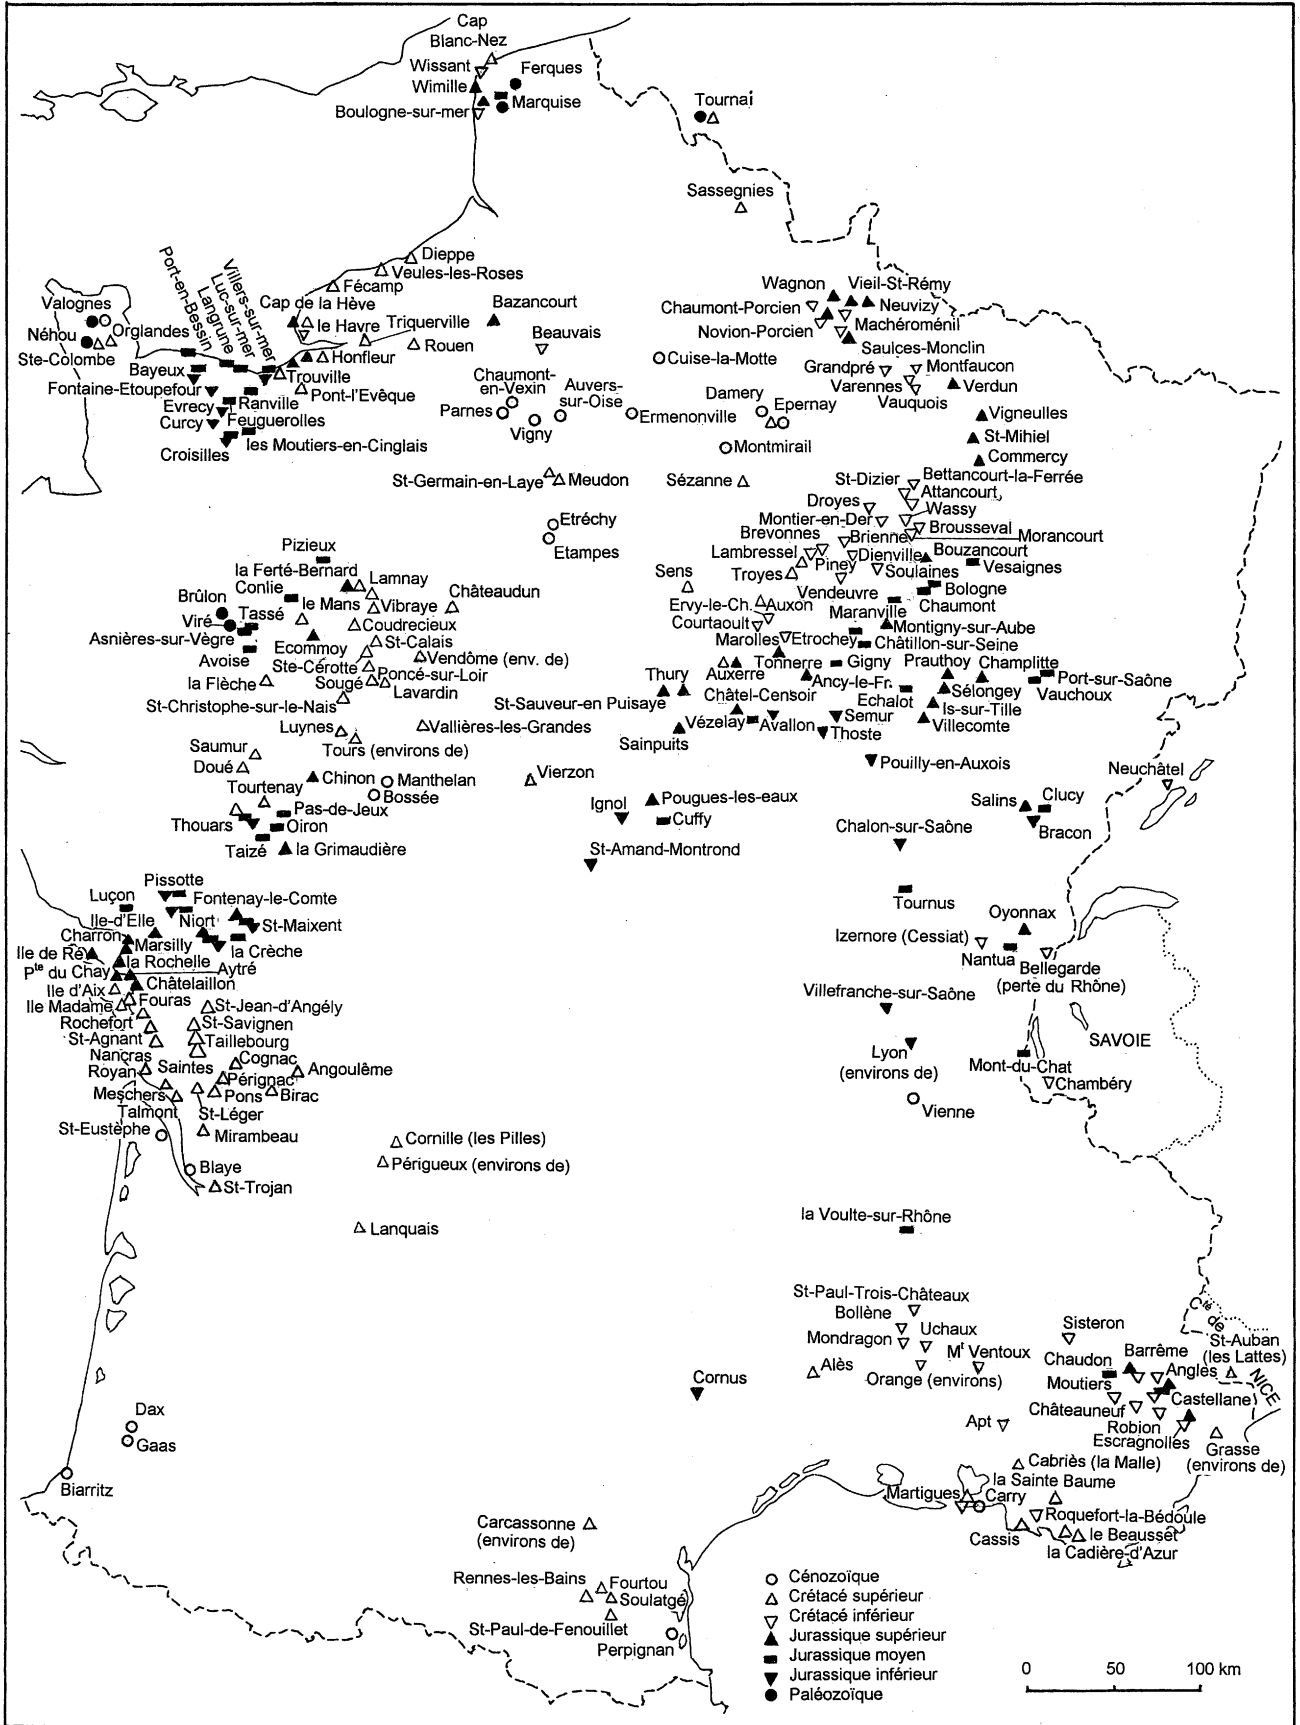 Cap
Blanc-Nez
Wissant
Ferques
Wimille
Marquise
Boulogne-sur-mer
Tournai
Sassegnies
Dieppe
Veules-les-Roses
Fécamp
Port-en-Bessin
Langrune
Luc-sur-mer
Villers-sur-mer
Valognes
Cap de la Hève
Bazancourt
Wagnon
Vieil-St-Rémy
Chaumont-Porcien
Neuvizy
Néhou
Orglandes
le Havre
Triquerville
Beauvais
Novion-Porcien
Machéroménil
Rouen
Ste-Colombe
Honfleur
Cuise-la-Motte
Saulces-Monclin
Bayeux
Trouville
Chaumont-
en-Vexin
Grandpré
Montfaucon
Fontaine-Etoupefour
Pont-l'Evêque
Auvers-
sur-Oise
Damery
Varennes
Verdun
Evrecy
Ranville
Parnes
Ermenonville
Epernay
Vauquois
Curcy
Feuguerolles
Vigny
Vigneulles
Croisilles
les Moutiers-en-Cinglais
Montmirail
St-Mihiel
Commercy
St-Germain-en-Laye
Meudon
Sézanne
St-Dizier
Bettancourt-la-Ferrée
Attancourt
Droyes
Wassy
Etréchy
Montier-en-Der
Brousseval
Brevonnes
Brienne
Morancourt
Pizieux
Etampes
Lambressel
Dienville
Bouzancourt
la Ferté-Bernard
Lamnay
Sens
Troyes
Piney
Soulaines
Vesaignes
Conlie
Châteaudun
Vendeuvre
Bologne
Brûlon
le Mans
Vibraye
Ervy-le-Ch.
Auxon
Maranville
Chaumont
Viré
Tassé
Coudrecieux
Courtaoult
Montigny-sur-Aube
Asnières-sur-Vègre
St-Calais
Marolles
Etrochey
Châtillon-sur-Seine
Avoise
Ecommoy
Vendôme (env. de)
Tonnerre
Gigny
Prauthoy
Champlitte
Ste-Cérotte
Poncé-sur-Loir
Thury
Auxerre
Ancy-le-Fr.
Port-sur-Saône
la Flèche
Sougé
Lavardin
Vauchoux
St-Christophe-sur-le-Nais
St-Sauveur-en Puisaye
Châtel-Censoir
Echalot
Sélongey
Is-sur-Tille
Luynes
Vallières-les-Grandes
Vézelay
Avallon
Semur
Villecomte
Tours (environs de)
Sainpuits
Thoste
Saumur
Doué
Pouilly-en-Auxois
Neuchâtel
Chinon
Manthelan
Vierzon
Tourtenay
Bossée
Pas-de-Jeux
Ignol
Pougues-les-eaux
Salins
Clucy
Thouars
Oiron
Cuffy
Chalon-sur-Saône
Bracon
Taizé
la Grimaudière
St-Amand-Montrond
Pissotte
Luçon
Fontenay-le-Comte
Tournus
Ile-d'Elle
Niort
St-Maixent
Oyonnax
Charron
Marsilly
la Crèche
Izernore (Cessiat)
Ile de Ré
la Rochelle
Nantua
Bellegarde
(perte du Rhône)
Pte du Chay
Aytré
Châtelaillon
Ile d'Aix
Fouras
Villefranche-sur-Saône
Ile Madame
St-Jean-d'Angély
Rochefort
St-Savignen
St-Agnant
Taillebourg
SAVOIE
Nancras
Cognac
Lyon
(environs de)
Mont-du-Chat
Royan
Saintes
Pérignac
Angoulême
Chambéry
Meschers
Pons
Birac
Vienne
Talmont
St-Léger
St-Eustèphe
Mirambeau
Cornille (les Pilles)
Blaye
Périgueux (environs de)
St-Trojan
Lanquais
la Voulte-sur-Rhône
St-Paul-Trois-Châteaux
Bollène
Cté de
NICE
Mondragon
Uchaux
Sisteron
St-Auban
(les Lattes)
Mt Ventoux
Barrême
Chaudon
Alès
Orange (environs)
Angles
Cornus
Moutiers
Castellane
Dax
Châteauneuf
Gaas
Apt
Robion
Escragnolles
Grasse
(environs de)
Cabriès (la Malle)
Biarritz
la Sainte Baume
Martigues
Carry
Roquefort-la-Bédoule
Carcassonne
(environs de)
Cassis
le Beausset
la Cadière-d'Azur
Rennes-les-Bains
Fourtou
Soulatgé
St-Paul-de-Fenouillet
Perpignan
Cénozoïque
Crétacé supérieur
Crétacé inférieur
Jurassique supérieur
Jurassique moyen
Jurassique inférieur
Paléozoïque
0 50 100 km